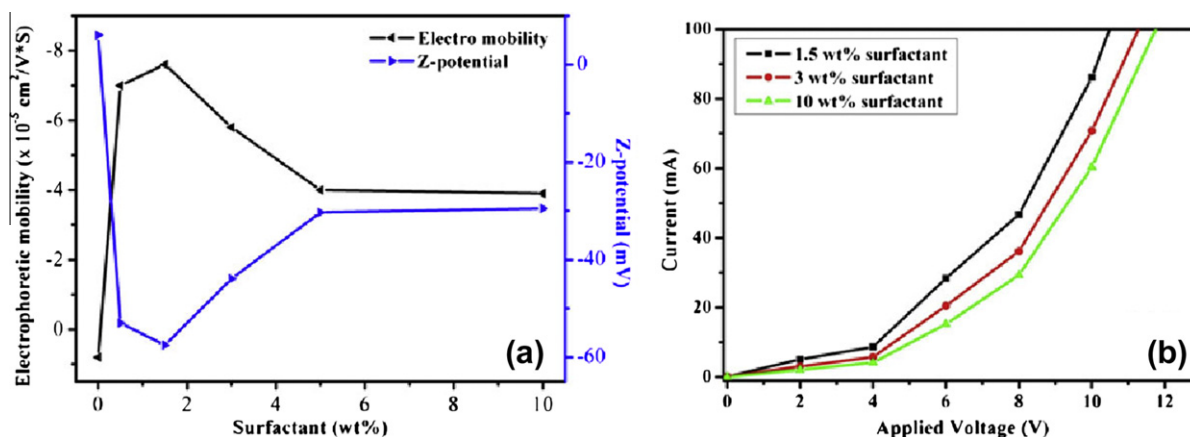 Electrophoretic mobility (x 10⁻⁵ cm²/V*S)
-8
-6
-4
-2
0
Electro mobility
Z-potential
0
-20
-40
-60
Z-potential (mV)
(a)
0 2 4 6 8 10
Surfactant (wt%)
Current (mA)
100
80
60
40
20
0
1.5 wt% surfactant
3 wt% surfactant
10 wt% surfactant
(b)
0 2 4 6 8 10 12
Applied Voltage (V)